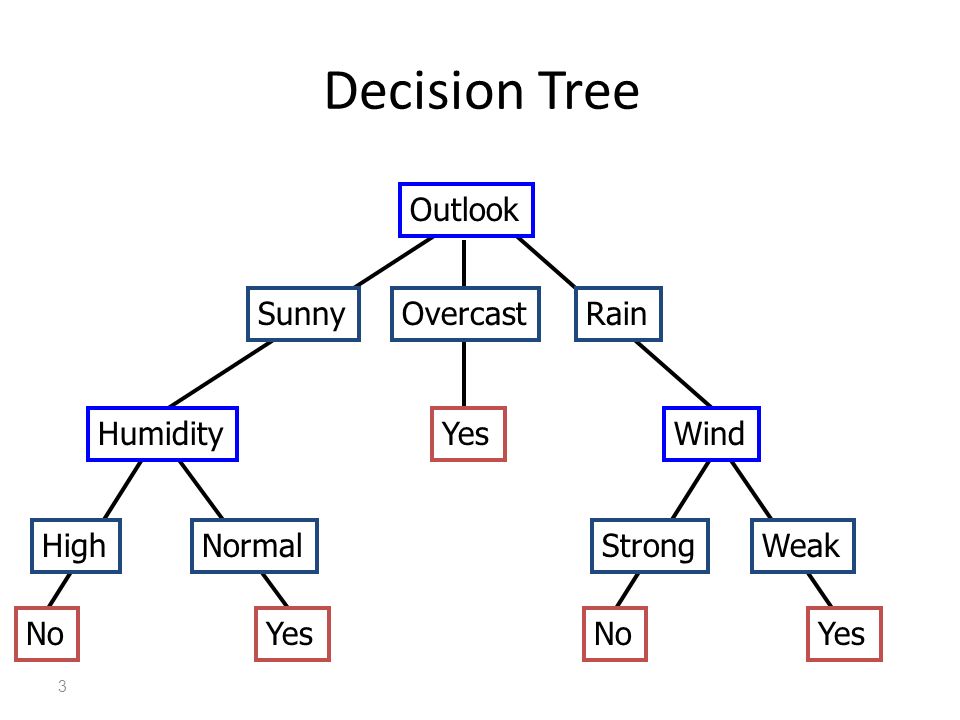 Decision Tree
Outlook
Sunny Overcast Rain
Humidity Yes Wind
High Normal Strong Weak
No Yes No Yes
3